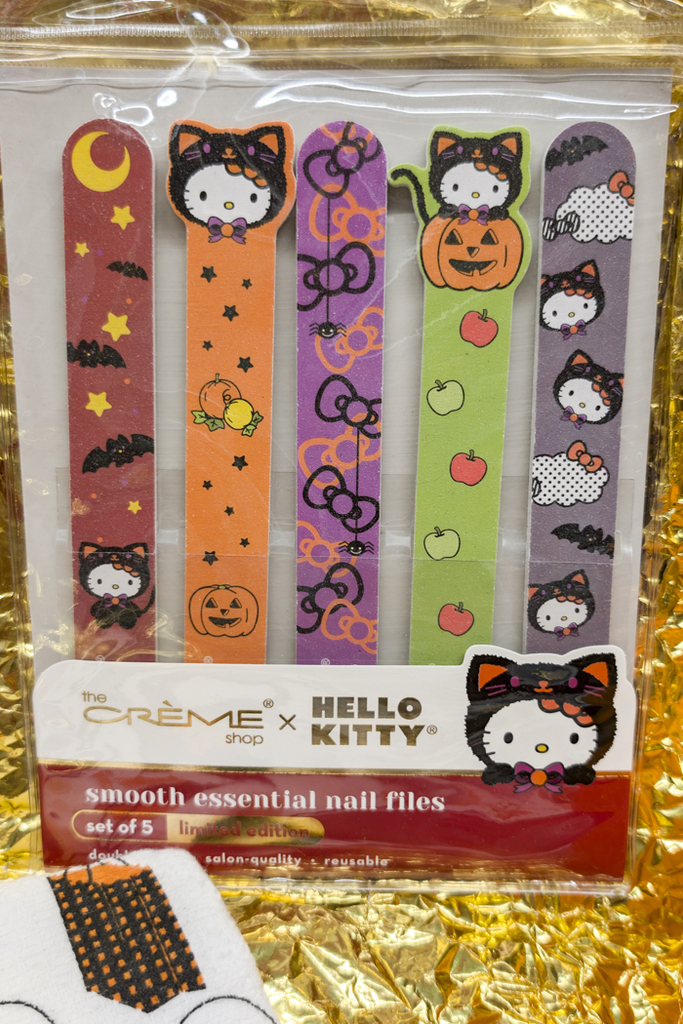 the
CRÈME®
shop
x
HELLO
KITTY®
smooth essential nail files
set of 5 limited edition
salon-quality - reusable